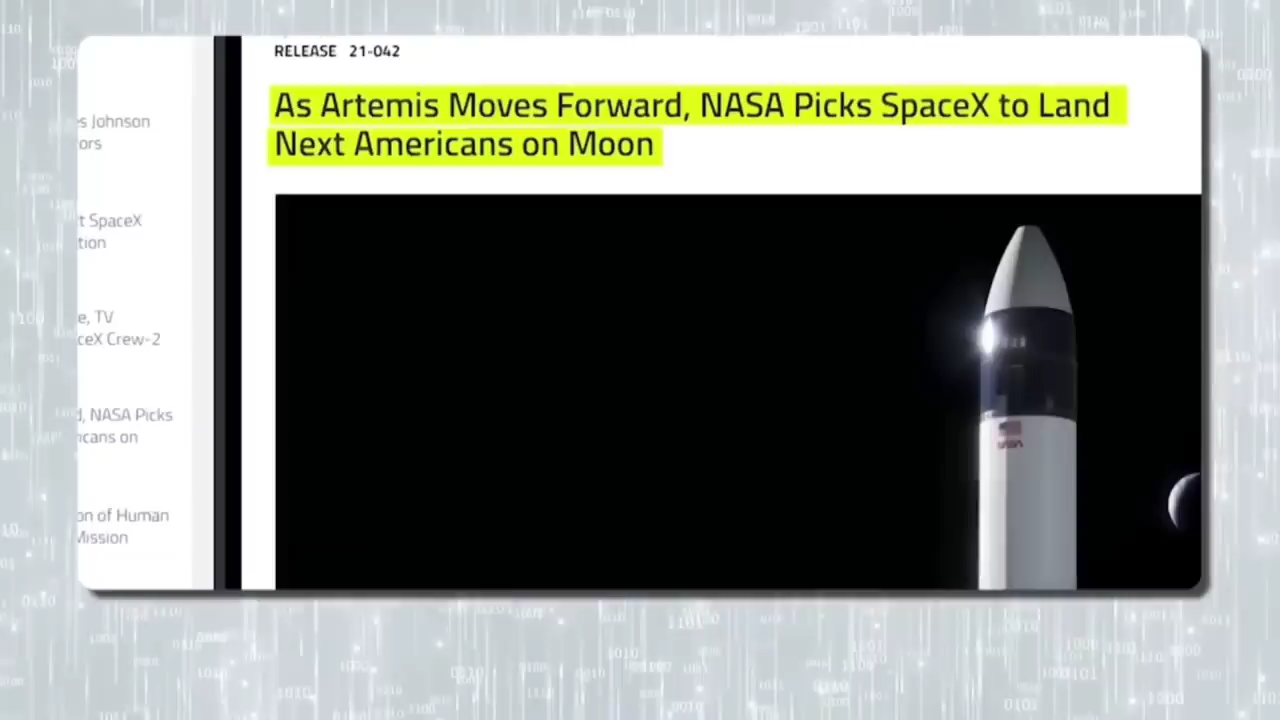 RELEASE 21-042
As Artemis Moves Forward, NASA Picks SpaceX to Land
Next Americans on Moon
s Johnson
ors
t SpaceX
tion
e, TV
ceX Crew-2
d, NASA Picks
icans on
on of Human
Mission
NASA